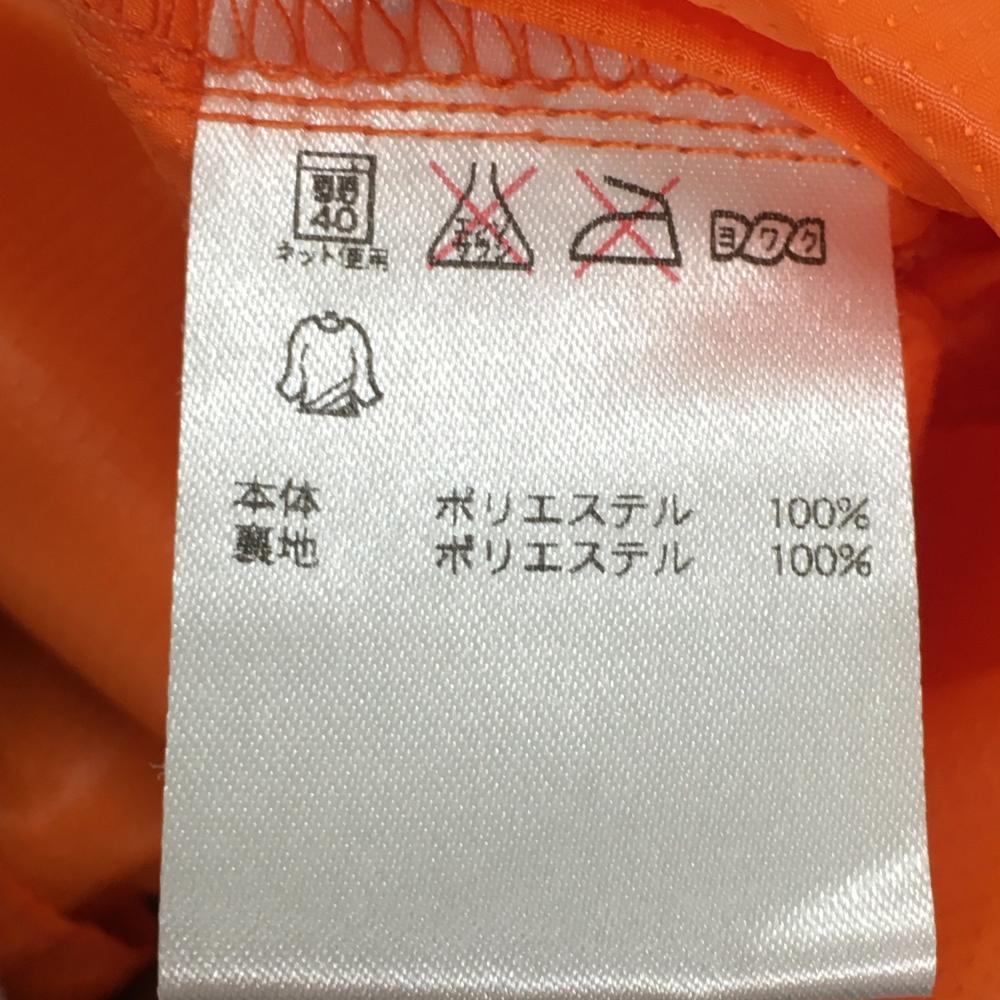 40
ネット使用
エンソ
サラシ
ヨワク
本体 ポリエステル 100%
裏地 ポリエステル 100%